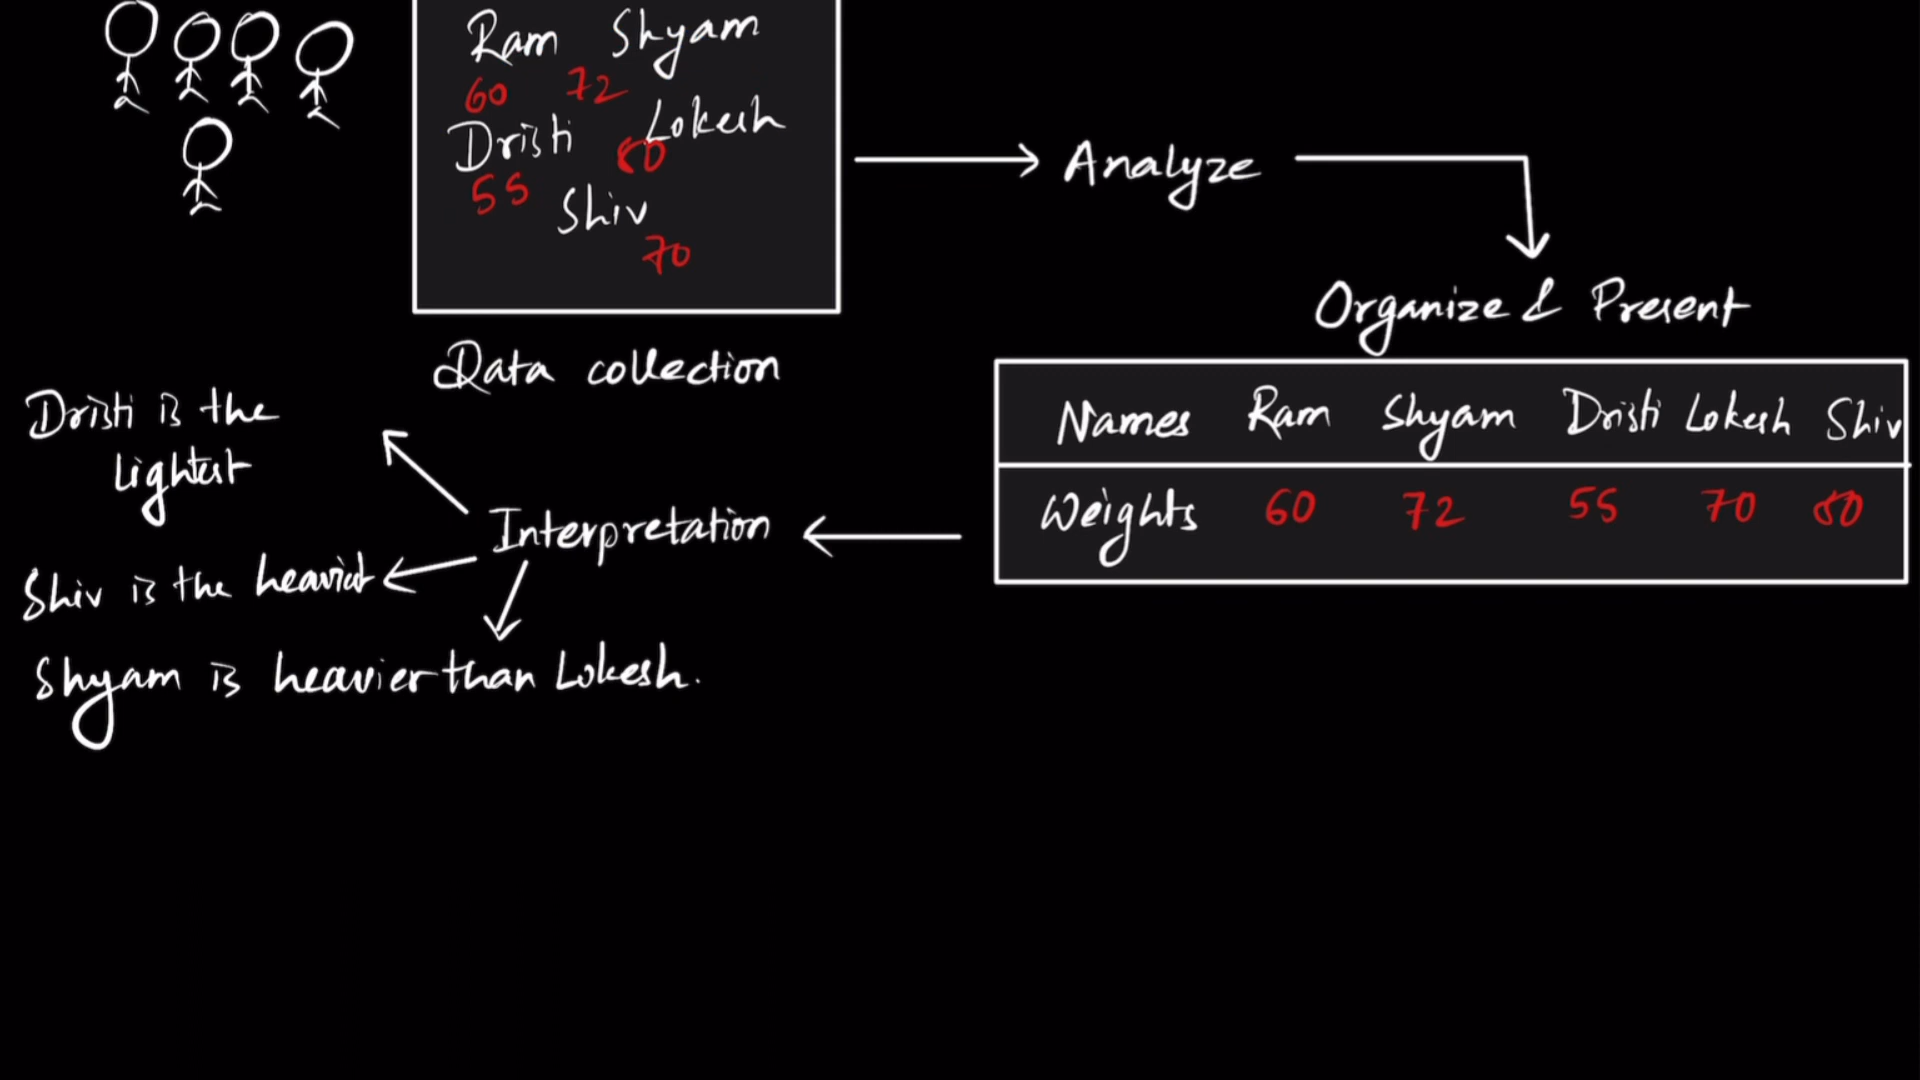 Ram Shyam
60 72
Dristi Lokesh
55 80
Shiv
70
Data collection
Analyze
Organize & Present
Names Ram Shyam Dristi Lokesh Shiv
Weights 60 72 55 70 80
Interpretation
Dristi is the
lightest
Shiv is the heaviest
Shyam is heavier than Lokesh.